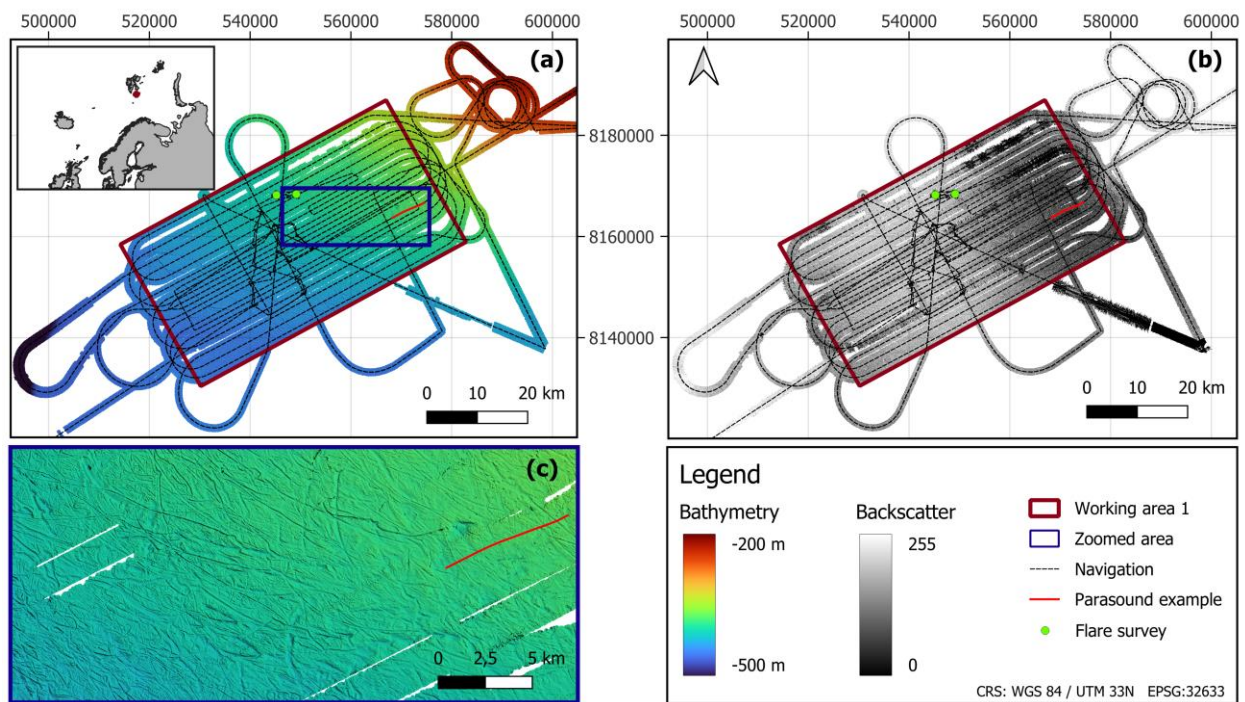 500000 520000 540000 560000 580000 600000
500000 520000 540000 560000 580000 600000
(a)
(b)
8180000
8160000
8140000
0 10 20 km
0 10 20 km
(c)
0 2,5 5 km
Legend
Bathymetry
-200 m
-500 m
Backscatter
255
0
Working area 1
Zoomed area
Navigation
Parasound example
Flare survey
CRS: WGS 84 / UTM 33N EPSG:32633